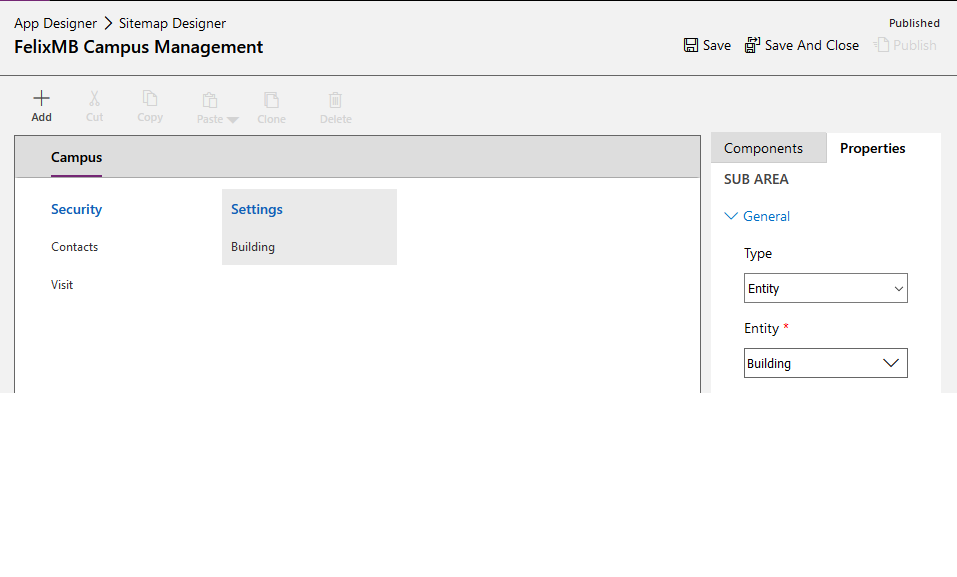 App Designer > Sitemap Designer
Published
FelixMB Campus Management
Save
Save And Close
Publish
Add
Cut
Copy
Paste
Clone
Delete
Campus
Security
Contacts
Visit
Settings
Building
Components
Properties
SUB AREA
General
Type
Entity
Entity *
Building